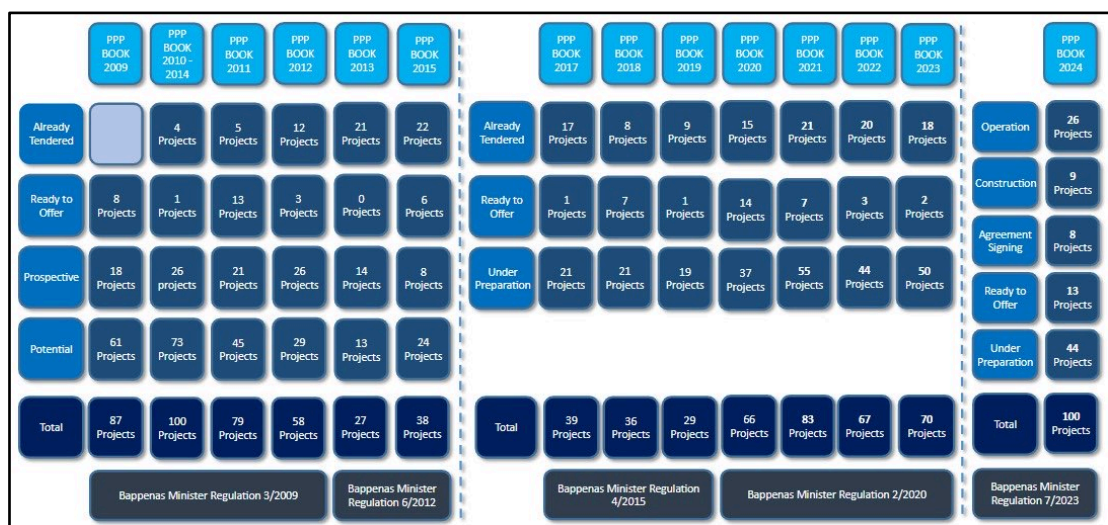 PPP
BOOK
2009
PPP
BOOK
2010 -
2014
PPP
BOOK
2011
PPP
BOOK
2012
PPP
BOOK
2013
PPP
BOOK
2015
Already
Tendered
4
Projects
5
Projects
12
Projects
21
Projects
22
Projects
Ready to
Offer
8
Projects
1
Projects
13
Projects
3
Projects
0
Projects
6
Projects
Prospective
18
Projects
26
projects
21
Projects
26
Projects
14
Projects
8
Projects
Potential
61
Projects
73
Projects
45
Projects
29
Projects
13
Projects
24
Projects
Total
87
Projects
100
Projects
79
Projects
58
Projects
27
Projects
38
Projects
Bappenas Minister Regulation 3/2009
Bappenas Minister
Regulation 6/2012
PPP
BOOK
2017
PPP
BOOK
2018
PPP
BOOK
2019
PPP
BOOK
2020
PPP
BOOK
2021
PPP
BOOK
2022
PPP
BOOK
2023
Already
Tendered
17
Projects
8
Projects
9
Projects
15
Projects
21
Projects
20
Projects
18
Projects
Ready to
Offer
1
Projects
7
Projects
1
Projects
14
Projects
7
Projects
3
Projects
2
Projects
Under
Preparation
21
Projects
21
Projects
19
Projects
37
Projects
55
Projects
44
Projects
50
Projects
Total
39
Projects
36
Projects
29
Projects
66
Projects
83
Projects
67
Projects
70
Projects
Bappenas Minister Regulation
4/2015
Bappenas Minister Regulation 2/2020
PPP
BOOK
2024
Operation
26
Projects
Construction
9
Projects
Agreement
Signing
8
Projects
Ready to
Offer
13
Projects
Under
Preparation
44
Projects
Total
100
Projects
Bappenas Minister
Regulation 7/2023